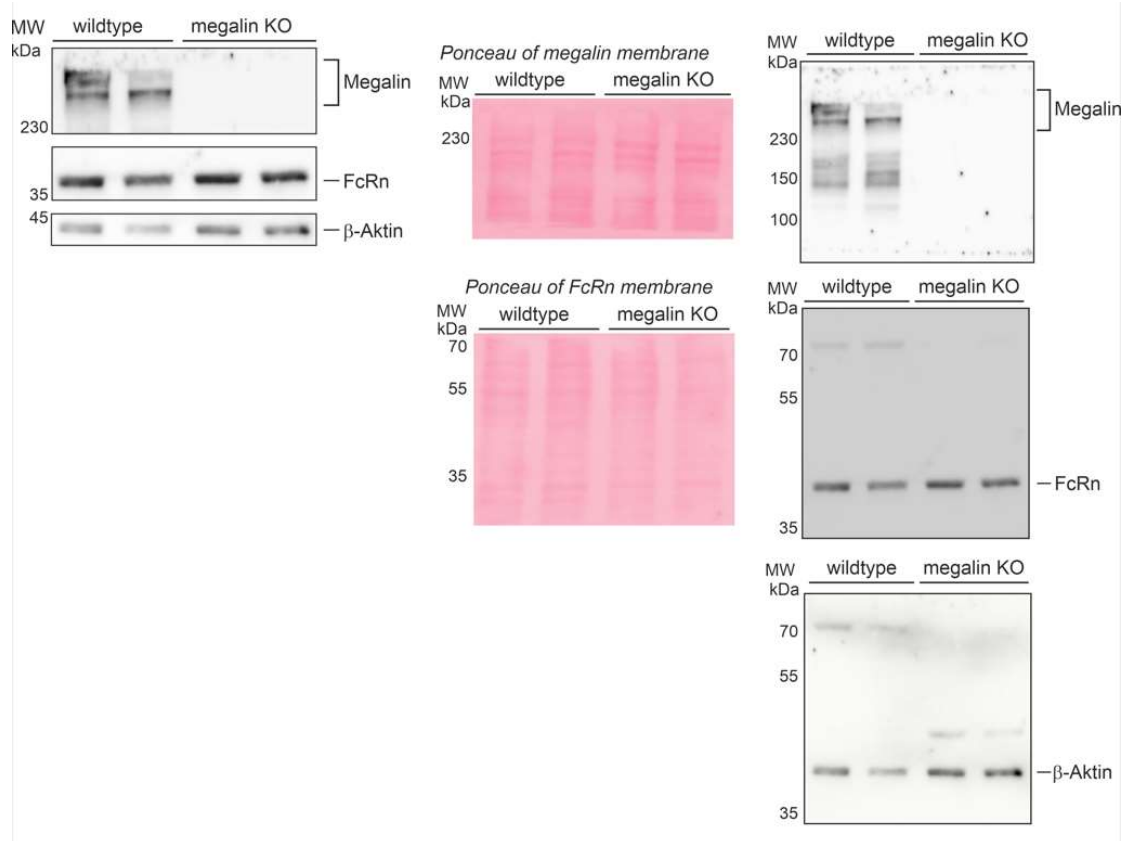 MW
kDa
wildtype megalin KO
Megalin
230
FcRn
35
45
β-Aktin
Ponceau of megalin membrane
MW
kDa
wildtype megalin KO
230
Ponceau of FcRn membrane
MW
kDa
wildtype megalin KO
70
55
35
MW
kDa
wildtype megalin KO
Megalin
230
150
100
MW
kDa
wildtype megalin KO
70
55
FcRn
35
MW
kDa
wildtype megalin KO
70
55
β-Aktin
35